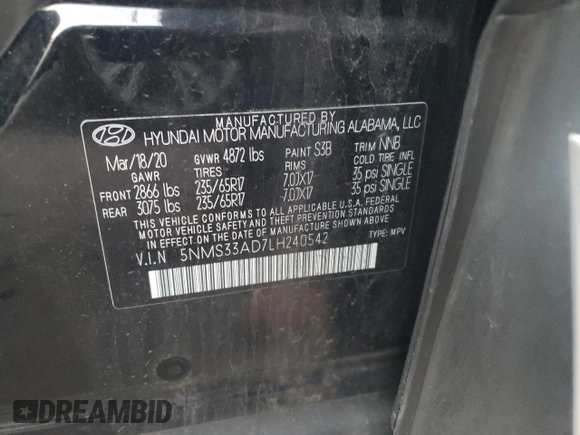 MANUFACTURED BY
HYUNDAI MOTOR MANUFACTURING ALABAMA, LLC
Mar/18/20 GVWR 4872 lbs PAINT S3B TRIM NNB
GAWR TIRES RIMS COLD TIRE INFL
FRONT 2866 lbs 235/65R17 7.0JX17 35 psi SINGLE
REAR 3075 lbs 235/65R17 7.0JX17 35 psi SINGLE
THIS VEHICLE CONFORMS TO ALL APPLICABLE U.S.A. FEDERAL
MOTOR VEHICLE SAFETY AND THEFT PREVENTION STANDARDS
IN EFFECT ON THE DATE OF MANUFACTURE SHOWN ABOVE.
V.I.N 5NMS33AD7LH240542 TYPE: MPV
DREAMBID